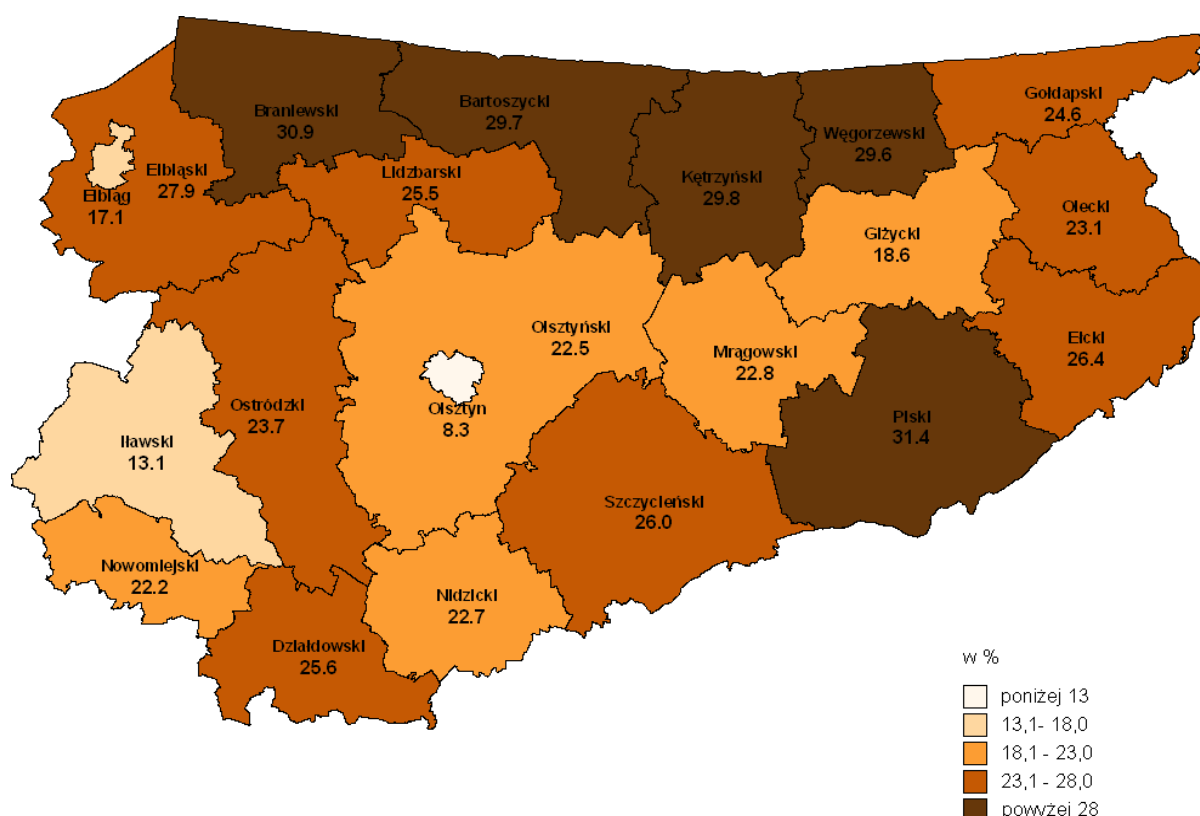 Braniewski
30.9
Bartoszycki
29.7
Gołdapski
24.6
Węgorzewski
29.6
Kętrzyński
29.8
Elbląski
27.9
Elbląg
17.1
Lidzbarski
25.5
Olecki
23.1
Giżycki
18.6
Olsztyński
22.5
Mrągowski
22.8
Ełcki
26.4
Ostródzki
23.7
Olsztyn
8.3
Piski
31.4
Iławski
13.1
Szczycieński
26.0
Nowomiejski
22.2
Nidzicki
22.7
Działdowski
25.6
w %
poniżej 13
13,1- 18,0
18,1 - 23,0
23,1 - 28,0
powyżej 28